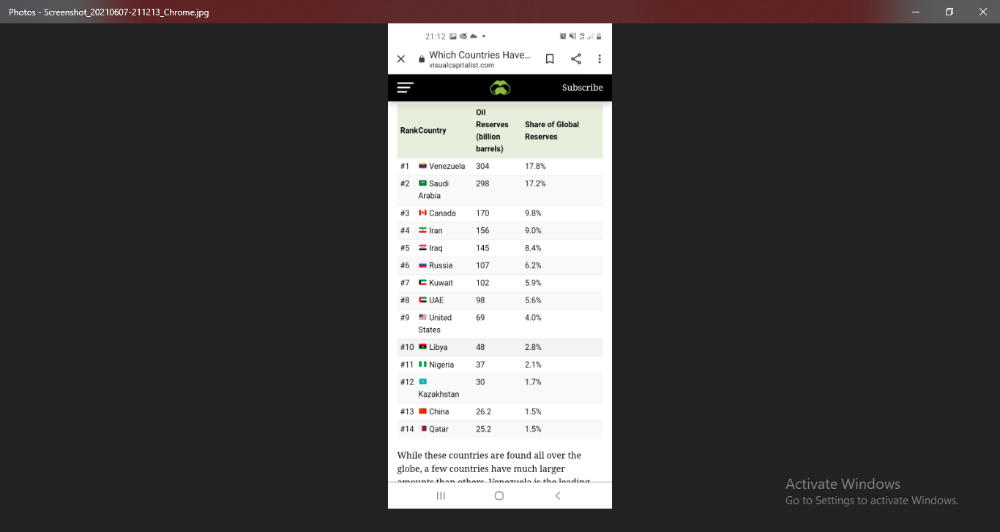 Photos - Screenshot_20210607-211213_Chrome.jpg
21:12
Which Countries Have...
visualcapitalist.com
Subscribe
Rank Country Oil Reserves (billion barrels) Share of Global Reserves
#1 Venezuela 304 17.8%
#2 Saudi Arabia 298 17.2%
#3 Canada 170 9.8%
#4 Iran 156 9.0%
#5 Iraq 145 8.4%
#6 Russia 107 6.2%
#7 Kuwait 102 5.9%
#8 UAE 98 5.6%
#9 United States 69 4.0%
#10 Libya 48 2.8%
#11 Nigeria 37 2.1%
#12 Kazakhstan 30 1.7%
#13 China 26.2 1.5%
#14 Qatar 25.2 1.5%
While these countries are found all over the
globe, a few countries have much larger
amounts than others. Venezuela is the leading
Activate Windows
Go to Settings to activate Windows.